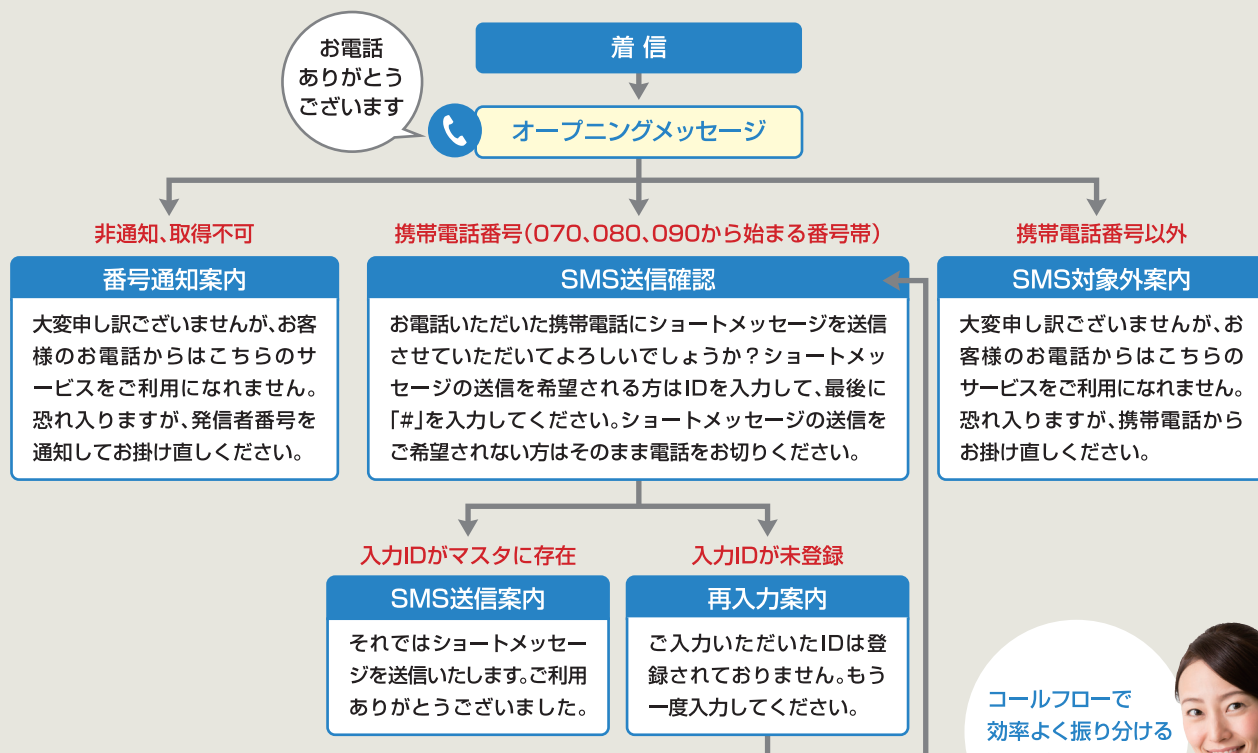 お電話
ありがとう
ございます
着信
オープニングメッセージ
非通知、取得不可
番号通知案内
大変申し訳ございませんが、お客
様のお電話からはこちらのサ
ービスをご利用になれません。
恐れ入りますが、発信者番号を
通知してお掛け直しください。
携帯電話番号（070、080、090から始まる番号帯）
SMS送信確認
お電話いただいた携帯電話にショートメッセージを送信
させていただいてよろしいでしょうか？ショートメッ
セージの送信を希望される方はIDを入力して、最後に
「#」を入力してください。ショートメッセージの送信を
ご希望されない方はそのまま電話をお切りください。
携帯電話番号以外
SMS対象外案内
大変申し訳ございませんが、お
客様のお電話からはこちらの
サービスをご利用になれません。
恐れ入りますが、携帯電話から
お掛け直しください。
入力IDがマスタに存在
SMS送信案内
それではショートメッセー
ジを送信いたします。ご利用
ありがとうございました。
入力IDが未登録
再入力案内
ご入力いただいたIDは登
録されておりません。もう
一度入力してください。
コールフローで
効率よく振り分ける